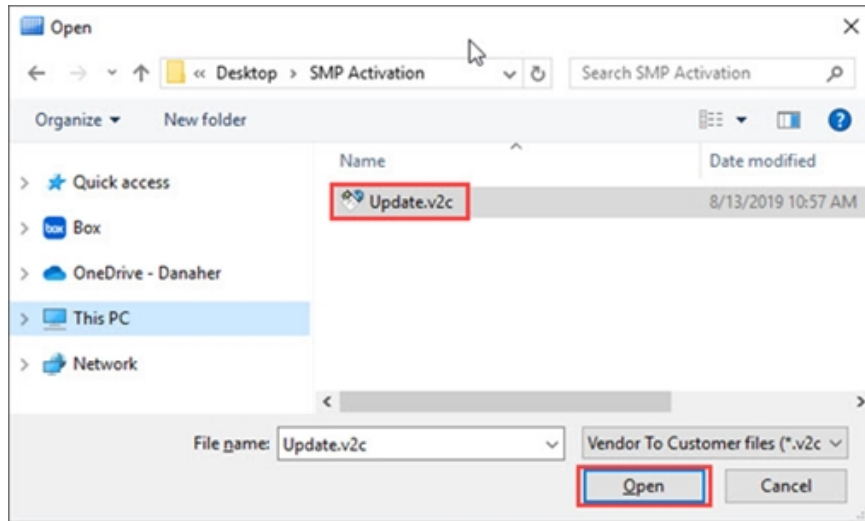 Open
« Desktop › SMP Activation
Search SMP Activation
Organize
New folder
Name
Date modified
Quick access
Update.v2c
8/13/2019 10:57 AM
box
Box
OneDrive - Danaher
This PC
Network
File name:
Update.v2c
Vendor To Customer files (*.v2c
Open
Cancel